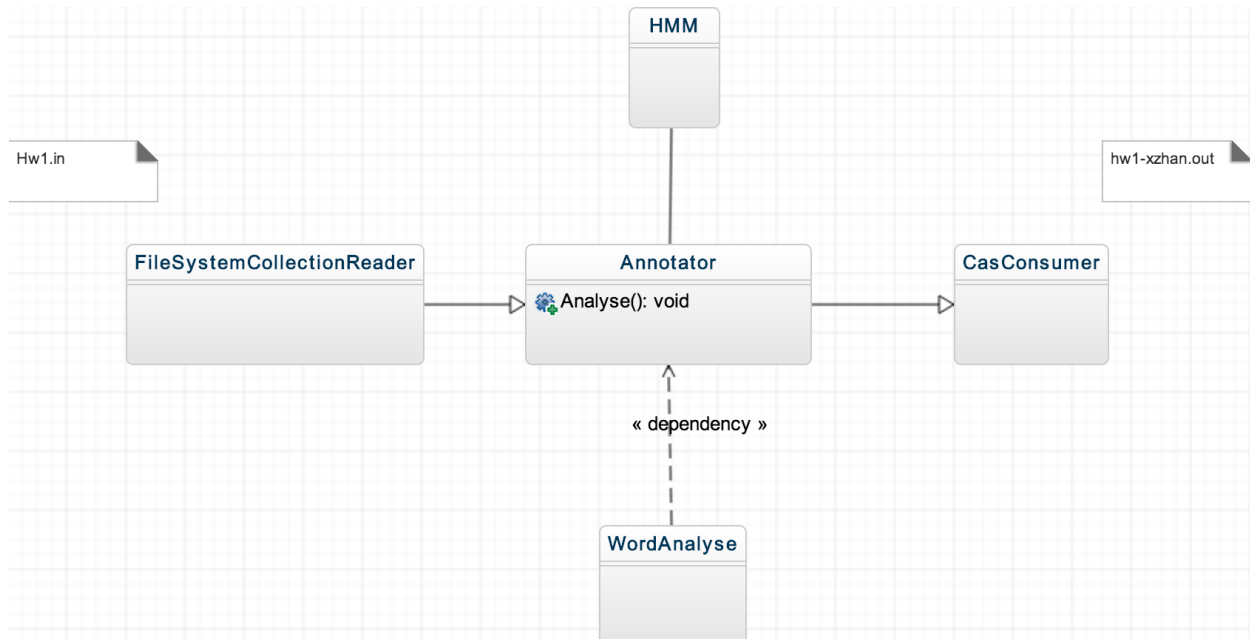 HMM
Hw1.in
hw1-xzhan.out
FileSystemCollectionReader
Annotator
CasConsumer
Analyse(): void
« dependency »
WordAnalyse